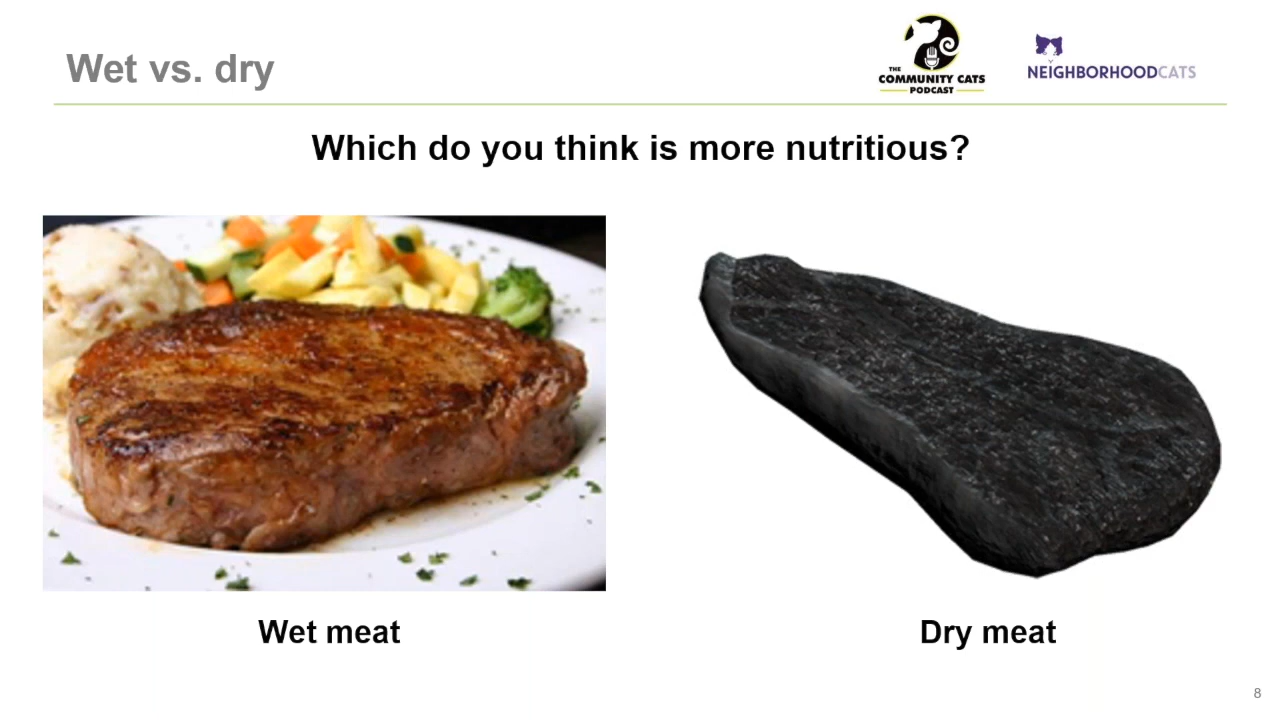 Wet vs. dry
THE
COMMUNITY CATS
PODCAST
NEIGHBORHOODCATS
Which do you think is more nutritious?
Wet meat
Dry meat
8